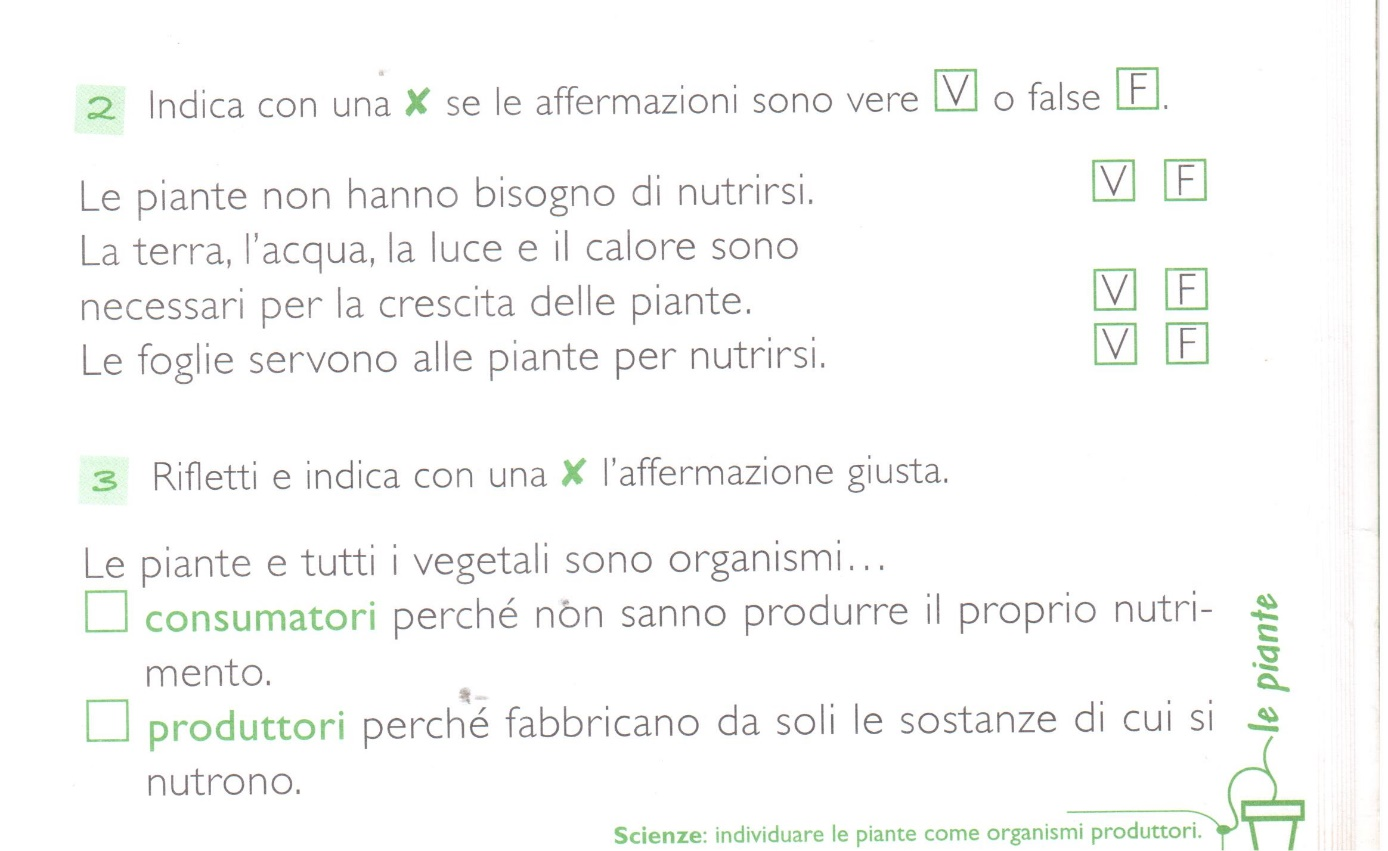 2 Indica con una ✘ se le affermazioni sono vere V o false F.
Le piante non hanno bisogno di nutrirsi. V F
La terra, l'acqua, la luce e il calore sono
necessari per la crescita delle piante. V F
Le foglie servono alle piante per nutrirsi. V F
3 Rifletti e indica con una ✘ l'affermazione giusta.
Le piante e tutti i vegetali sono organismi...
consumatori perché non sanno produrre il proprio nutri-
mento.
produttori perché fabbricano da soli le sostanze di cui si
nutrono.
le piante
Scienze: individuare le piante come organismi produttori.